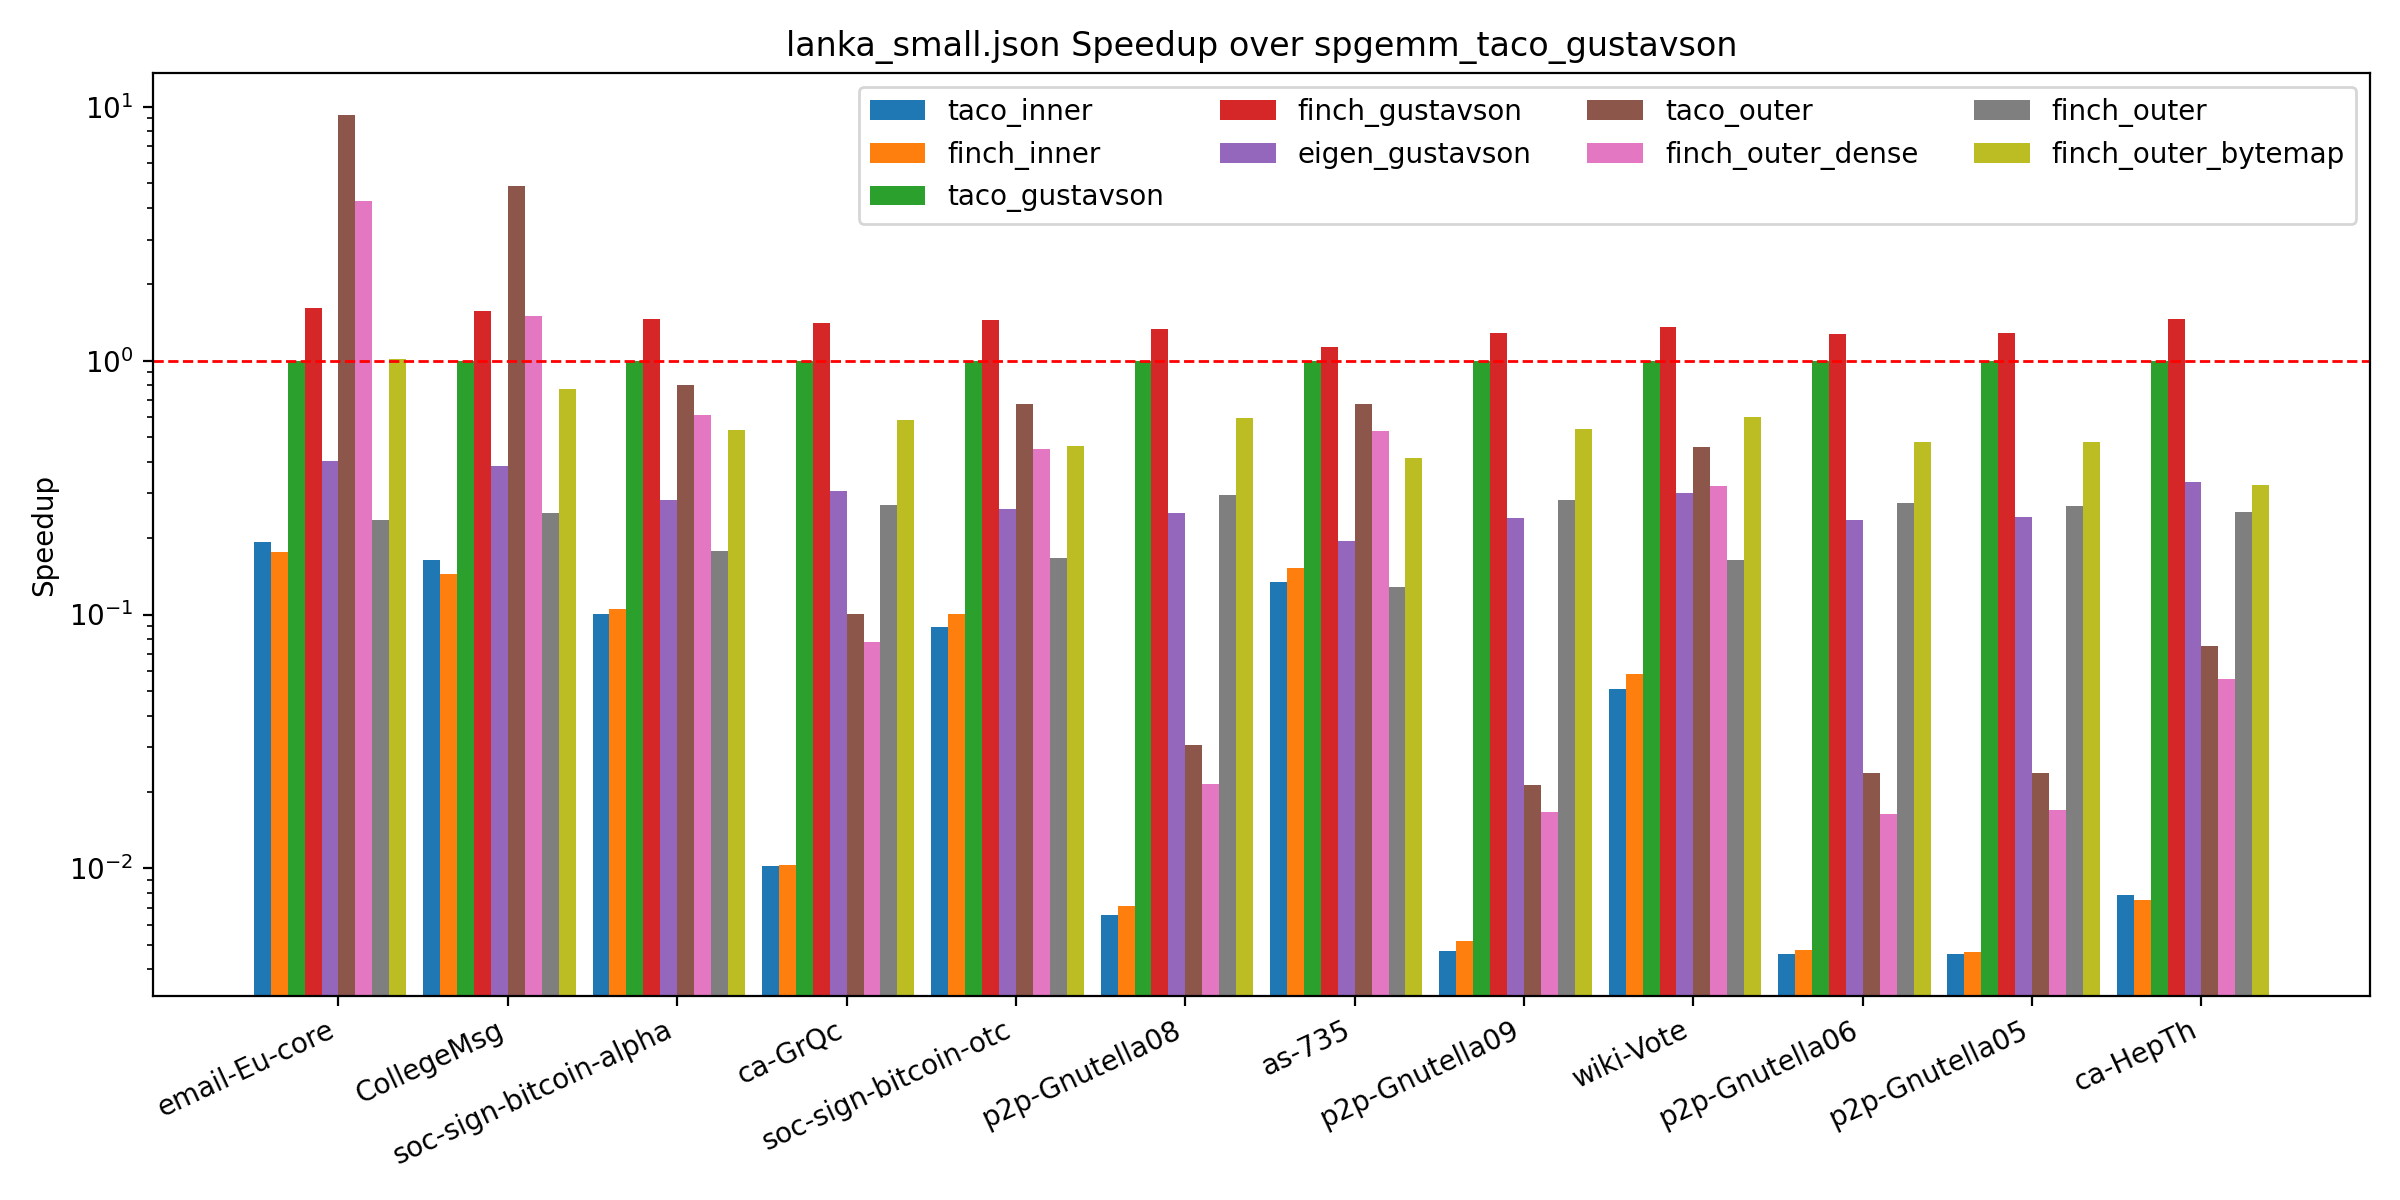 lanka_small.json Speedup over spgemm_taco_gustavson
taco_inner
finch_inner
taco_gustavson
finch_gustavson
eigen_gustavson
taco_outer
finch_outer_dense
finch_outer
finch_outer_bytemap
Speedup
10¹
10⁰
10⁻¹
10⁻²
email-Eu-core
CollegeMsg
soc-sign-bitcoin-alpha
ca-GrQc
soc-sign-bitcoin-otc
p2p-Gnutella08
as-735
p2p-Gnutella09
wiki-Vote
p2p-Gnutella06
p2p-Gnutella05
ca-HepTh